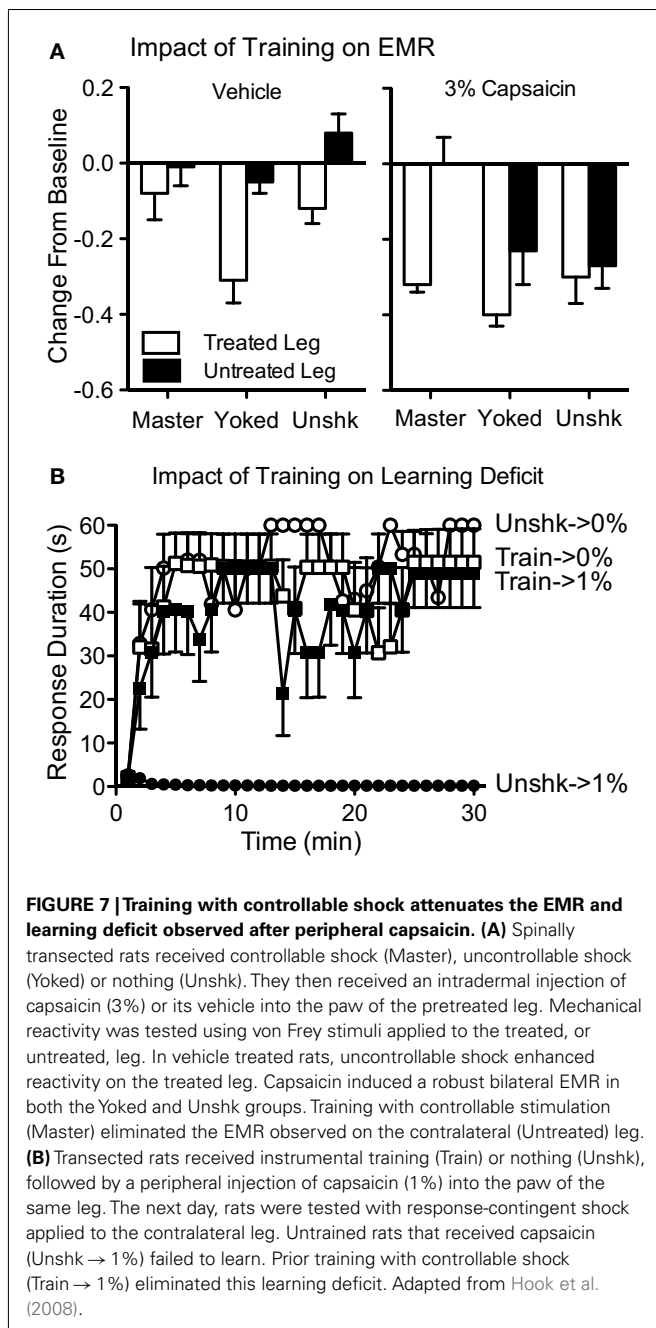 Impact of Training on EMR
A
Vehicle
3% Capsaicin
0.2
0.0
-0.2
-0.4
-0.6
Change From Baseline
Treated Leg
Untreated Leg
Master Yoked Unshk
Master Yoked Unshk
B Impact of Training on Learning Deficit
60
50
40
30
20
10
0
Response Duration (s)
Unshk->0%
Train->0%
Train->1%
Unshk->1%
0 10 20 30
Time (min)
FIGURE 7 | Training with controllable shock attenuates the EMR and
learning deficit observed after peripheral capsaicin. (A) Spinally
transected rats received controllable shock (Master), uncontrollable shock
(Yoked) or nothing (Unshk). They then received an intradermal injection of
capsaicin (3%) or its vehicle into the paw of the pretreated leg. Mechanical
reactivity was tested using von Frey stimuli applied to the treated, or
untreated, leg. In vehicle treated rats, uncontrollable shock enhanced
reactivity on the treated leg. Capsaicin induced a robust bilateral EMR in
both the Yoked and Unshk groups. Training with controllable stimulation
(Master) eliminated the EMR observed on the contralateral (Untreated) leg.
(B) Transected rats received instrumental training (Train) or nothing (Unshk),
followed by a peripheral injection of capsaicin (1%) into the paw of the
same leg. The next day, rats were tested with response-contingent shock
applied to the contralateral leg. Untrained rats that received capsaicin
(Unshk → 1%) failed to learn. Prior training with controllable shock
(Train → 1%) eliminated this learning deficit. Adapted from Hook et al.
(2008).